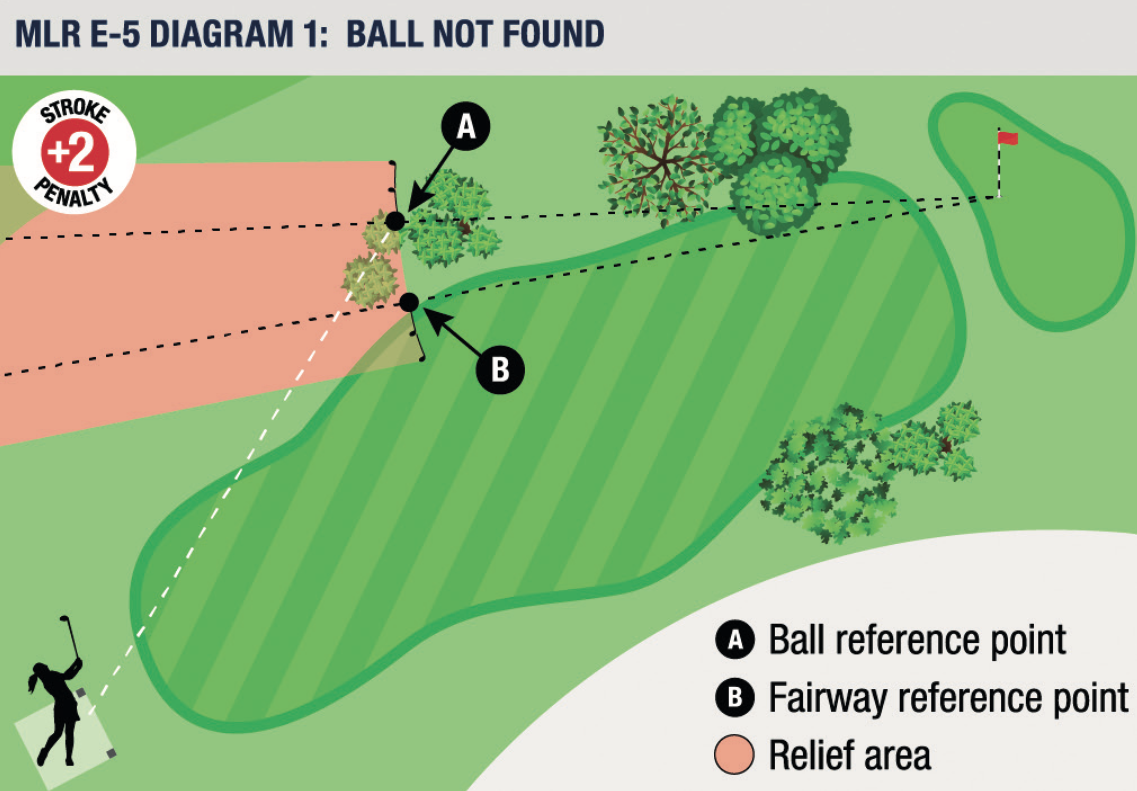 MLR E-5 DIAGRAM 1: BALL NOT FOUND
STROKE
+2
PENALTY
A
B
A Ball reference point
B Fairway reference point
Relief area